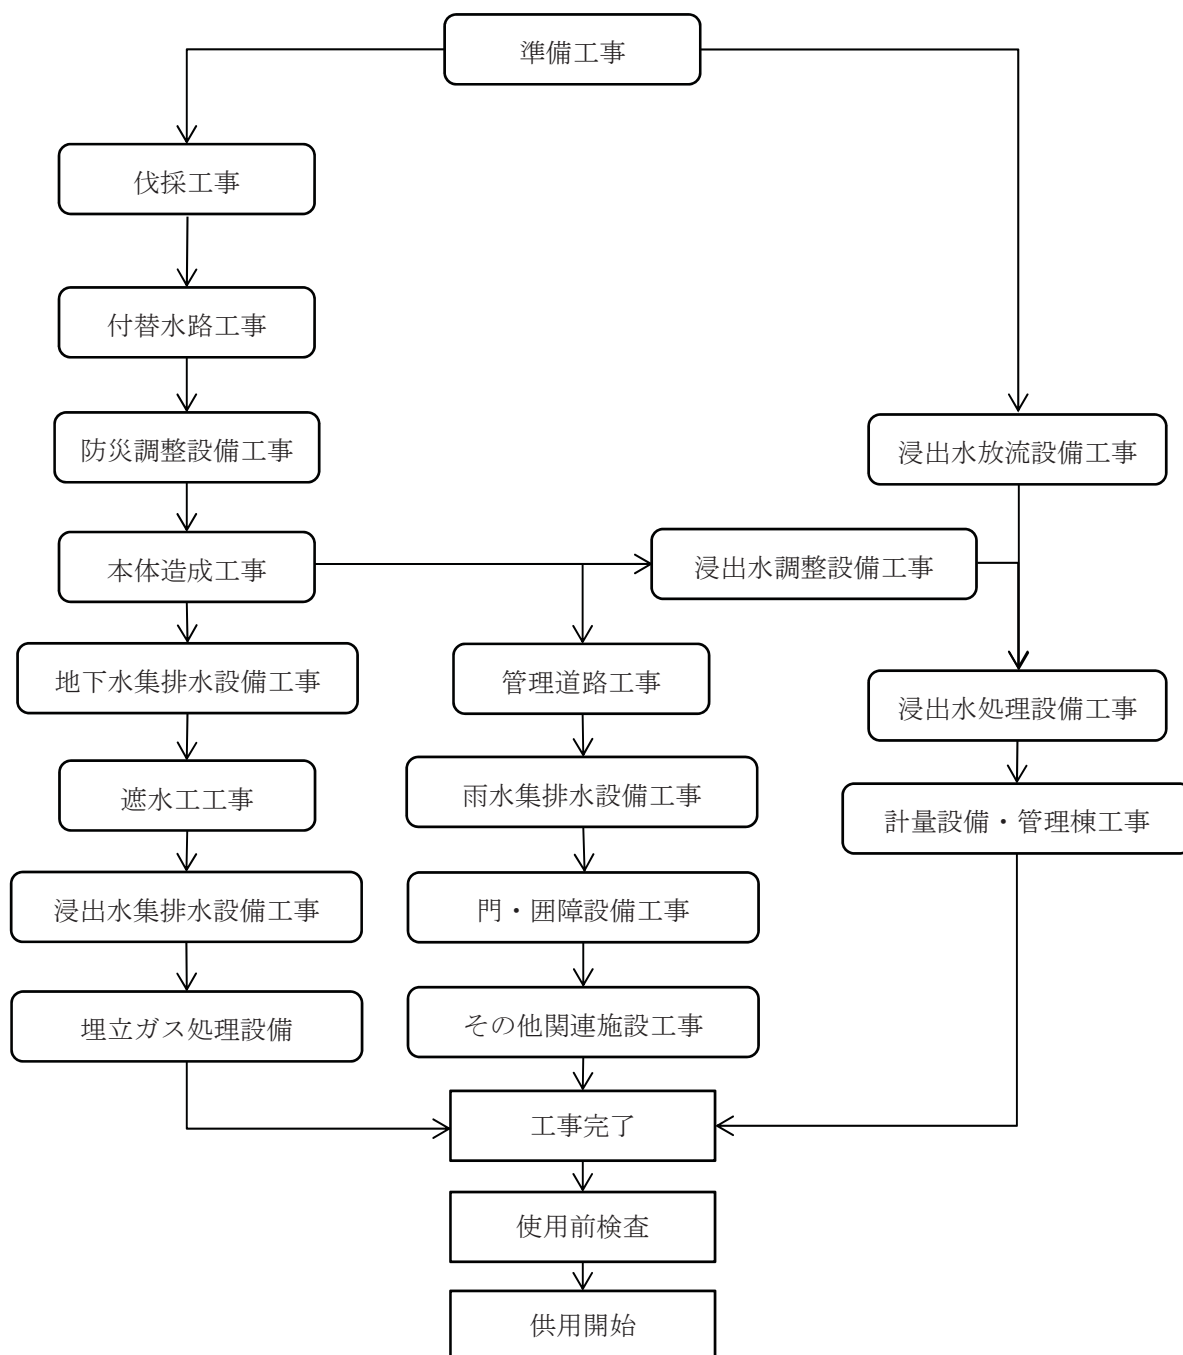 準備工事
伐採工事
付替水路工事
防災調整設備工事
浸出水放流設備工事
本体造成工事
浸出水調整設備工事
地下水集排水設備工事
管理道路工事
浸出水処理設備工事
遮水工工事
雨水集排水設備工事
計量設備・管理棟工事
浸出水集排水設備工事
門・囲障設備工事
埋立ガス処理設備
その他関連施設工事
工事完了
使用前検査
供用開始